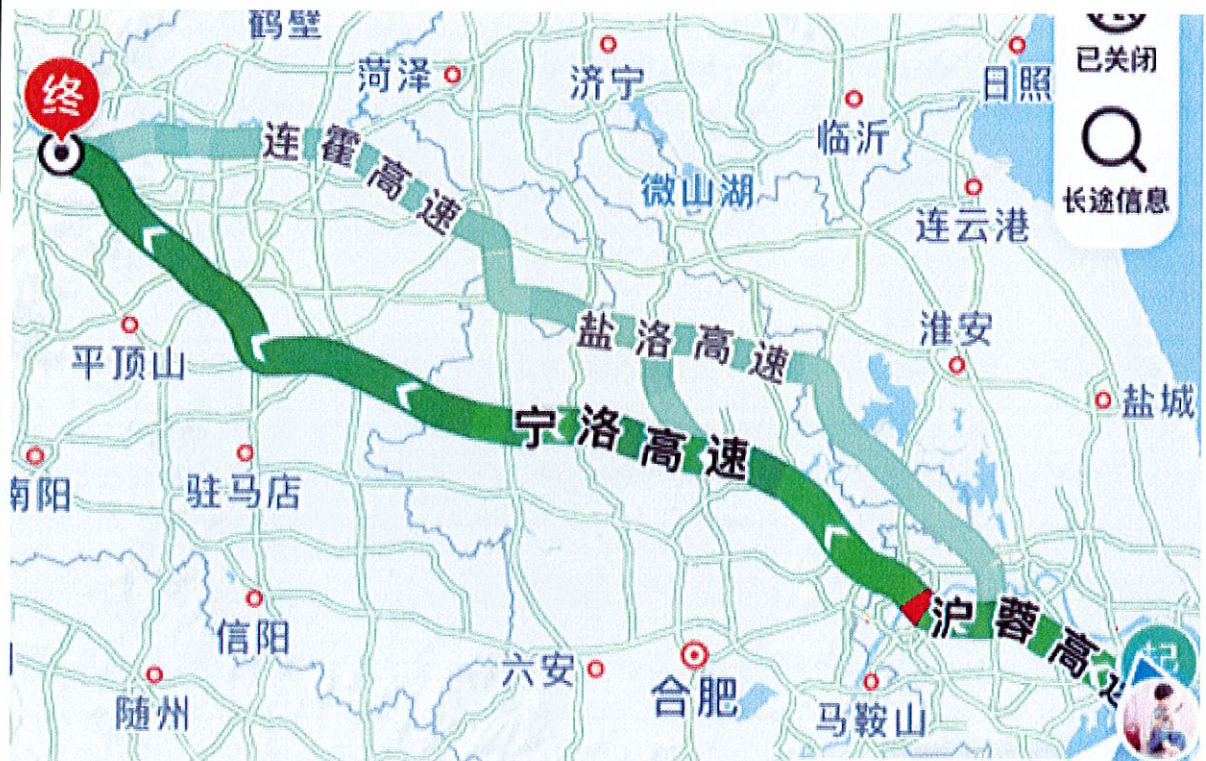 鹤壁
已关闭
终
菏泽
济宁
日照
临沂
连霍高速
微山湖
长途信息
连云港
盐洛高速
淮安
平顶山
盐城
宁洛高速
南阳
驻马店
沪蓉高速
起
信阳
六安
合肥
随州
马鞍山